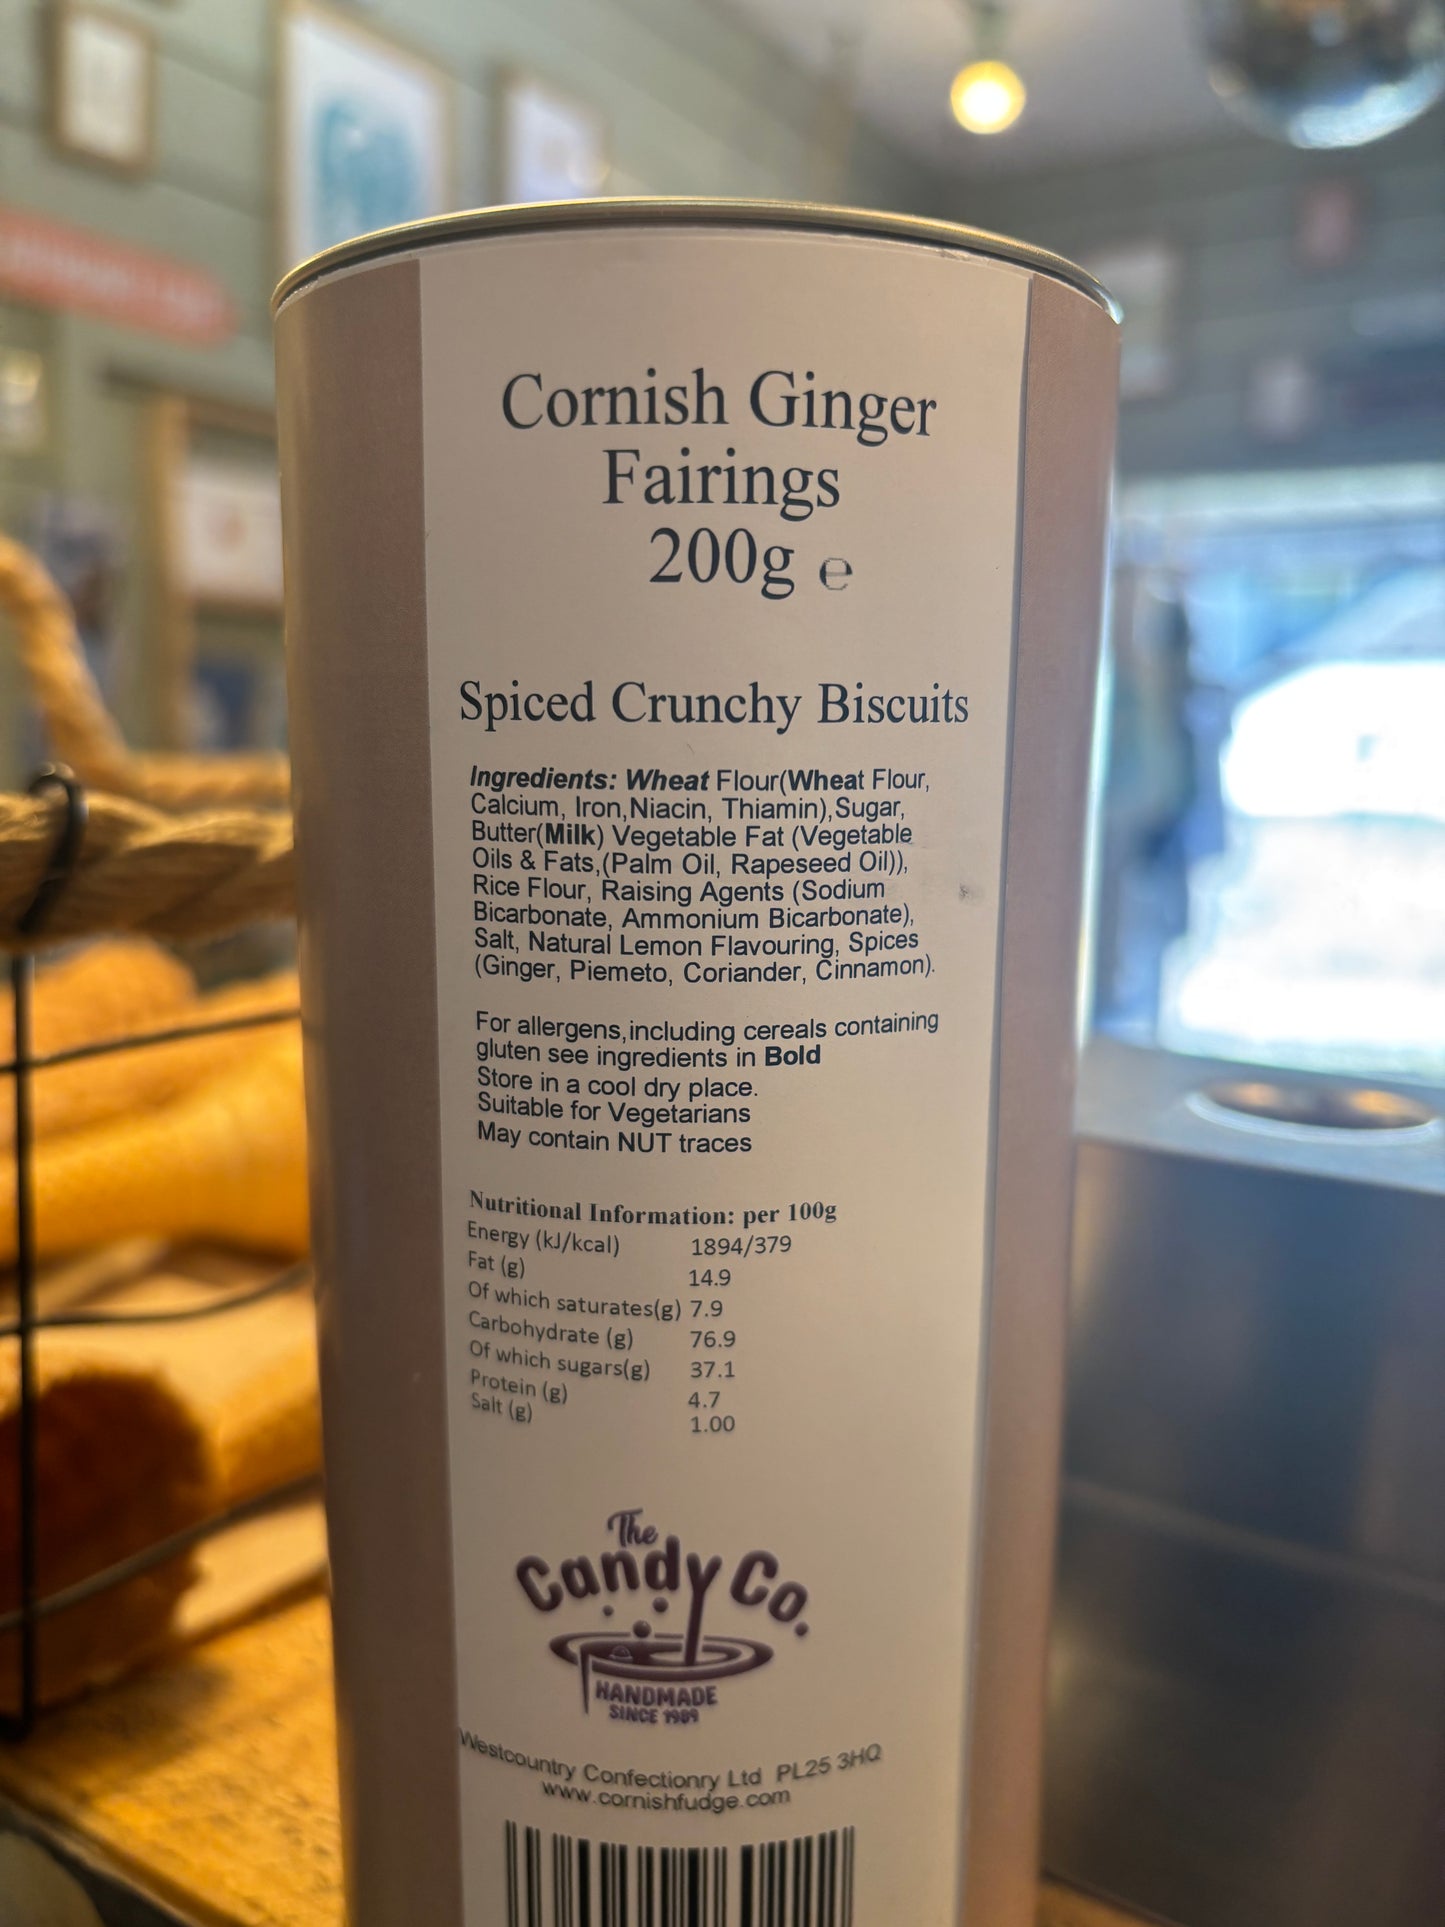 Cornish Ginger
Fairings
200g ℮
Spiced Crunchy Biscuits
Ingredients: Wheat Flour(Wheat Flour,
Calcium, Iron,Niacin, Thiamin),Sugar,
Butter(Milk) Vegetable Fat (Vegetable
Oils & Fats,(Palm Oil, Rapeseed Oil)),
Rice Flour, Raising Agents (Sodium
Bicarbonate, Ammonium Bicarbonate),
Salt, Natural Lemon Flavouring, Spices
(Ginger, Piemeto, Coriander, Cinnamon).
For allergens,including cereals containing
gluten see ingredients in Bold
Store in a cool dry place.
Suitable for Vegetarians
May contain NUT traces
Nutritional Information: per 100g
Energy (kJ/kcal) 1894/379
Fat (g) 14.9
Of which saturates(g) 7.9
Carbohydrate (g) 76.9
Of which sugars(g) 37.1
Protein (g) 4.7
Salt (g) 1.00
The
Candy Co.
HANDMADE
SINCE 1989
Westcountry Confectionry Ltd PL25 3HQ
www.cornishfudge.com